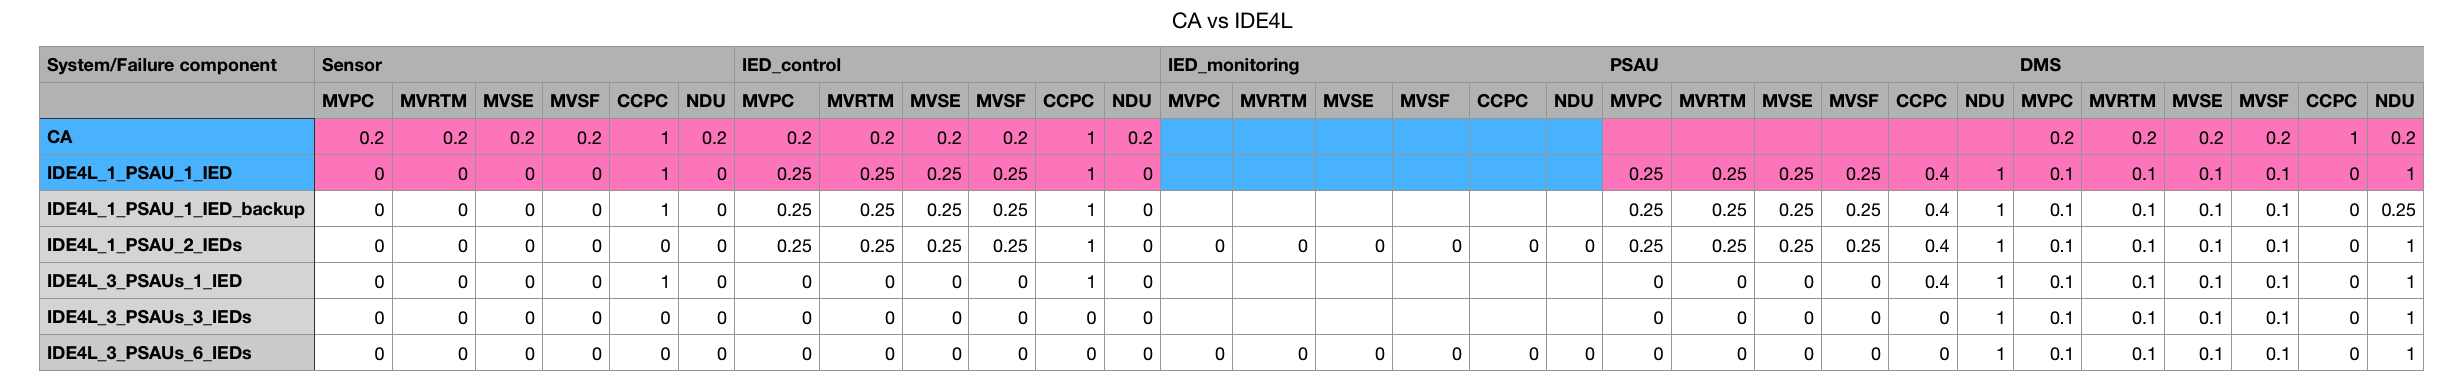 CA vs IDE4L
System/Failure component Sensor IED_control IED_monitoring PSAU DMS
MVPC MVRTM MVSE MVSF CCPC NDU MVPC MVRTM MVSE MVSF CCPC NDU MVPC MVRTM MVSE MVSF CCPC NDU MVPC MVRTM MVSE MVSF CCPC NDU MVPC MVRTM MVSE MVSF CCPC NDU
CA 0.2 0.2 0.2 0.2 1 0.2 0.2 0.2 0.2 0.2 1 0.2 0.2 0.2 0.2 0.2 1 0.2
IDE4L_1_PSAU_1_IED 0 0 0 0 1 0 0.25 0.25 0.25 0.25 1 0 0.25 0.25 0.25 0.25 0.4 1 0.1 0.1 0.1 0.1 0 1
IDE4L_1_PSAU_1_IED_backup 0 0 0 0 1 0 0.25 0.25 0.25 0.25 1 0 0.25 0.25 0.25 0.25 0.4 1 0.1 0.1 0.1 0.1 0 0.25
IDE4L_1_PSAU_2_IEDs 0 0 0 0 0 0 0.25 0.25 0.25 0.25 1 0 0 0 0 0 0 0 0.25 0.25 0.25 0.25 0.4 1 0.1 0.1 0.1 0.1 0 1
IDE4L_3_PSAUs_1_IED 0 0 0 0 1 0 0 0 0 0 1 0 0 0 0 0 0.4 1 0.1 0.1 0.1 0.1 0 1
IDE4L_3_PSAUs_3_IEDs 0 0 0 0 0 0 0 0 0 0 0 0 0 0 0 0 0 1 0.1 0.1 0.1 0.1 0 1
IDE4L_3_PSAUs_6_IEDs 0 0 0 0 0 0 0 0 0 0 0 0 0 0 0 0 0 0 0 0 0 0 0 1 0.1 0.1 0.1 0.1 0 1